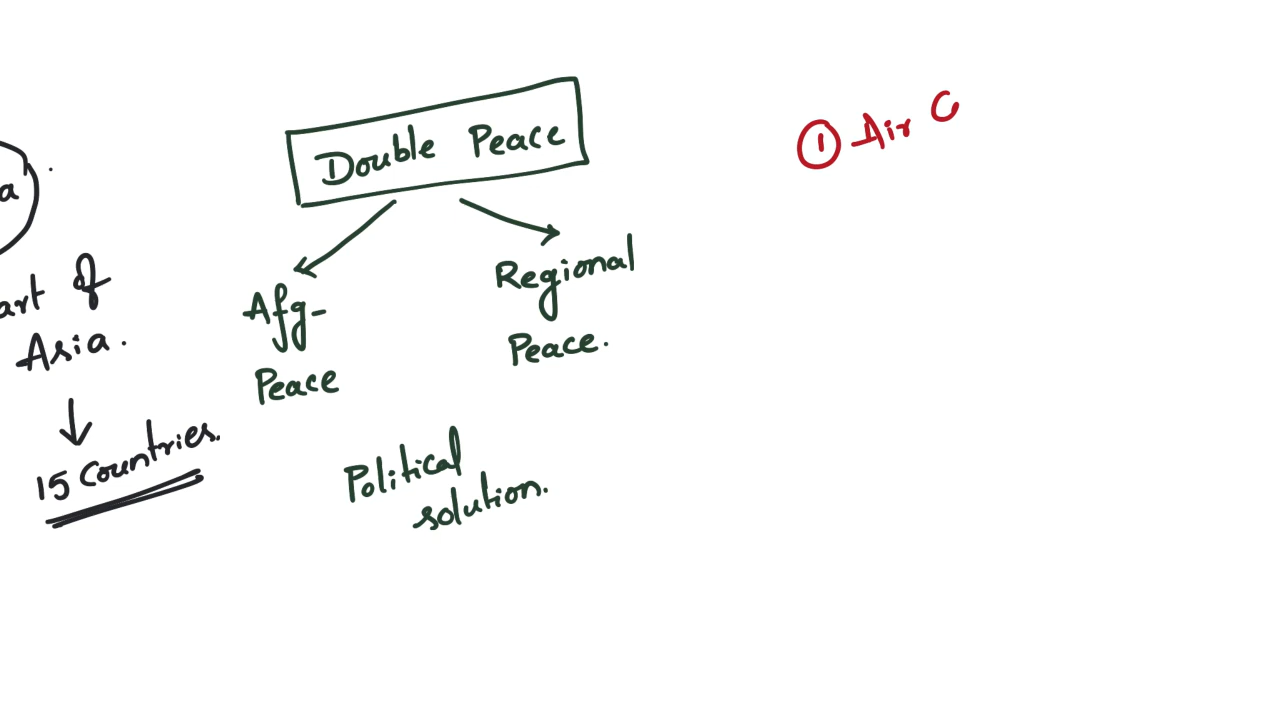 a
art of
Asia.
15 Countries.
Double Peace
Afg-
Peace
Regional
Peace.
Political
solution.
① Air C